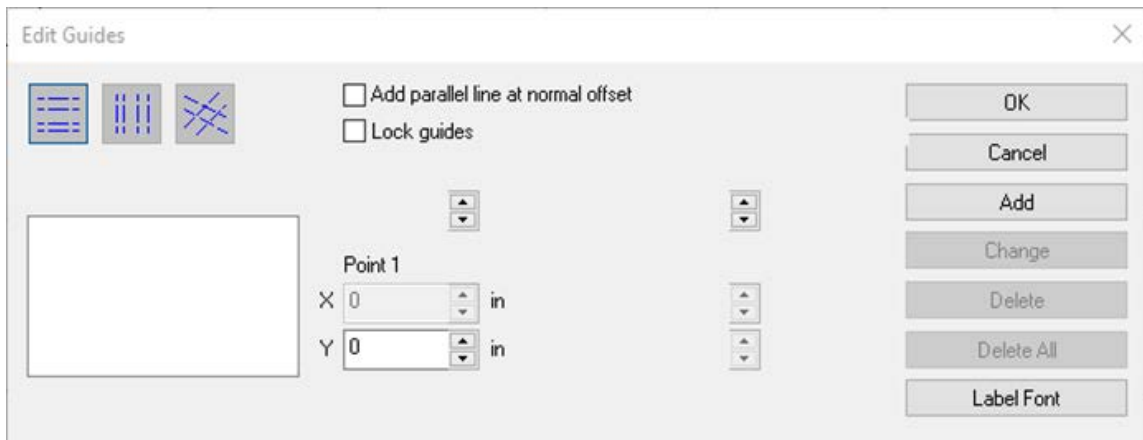 Edit Guides
Add parallel line at normal offset
Lock guides
OK
Cancel
Add
Change
Delete
Delete All
Label Font
Point 1
X 0 in
Y 0 in